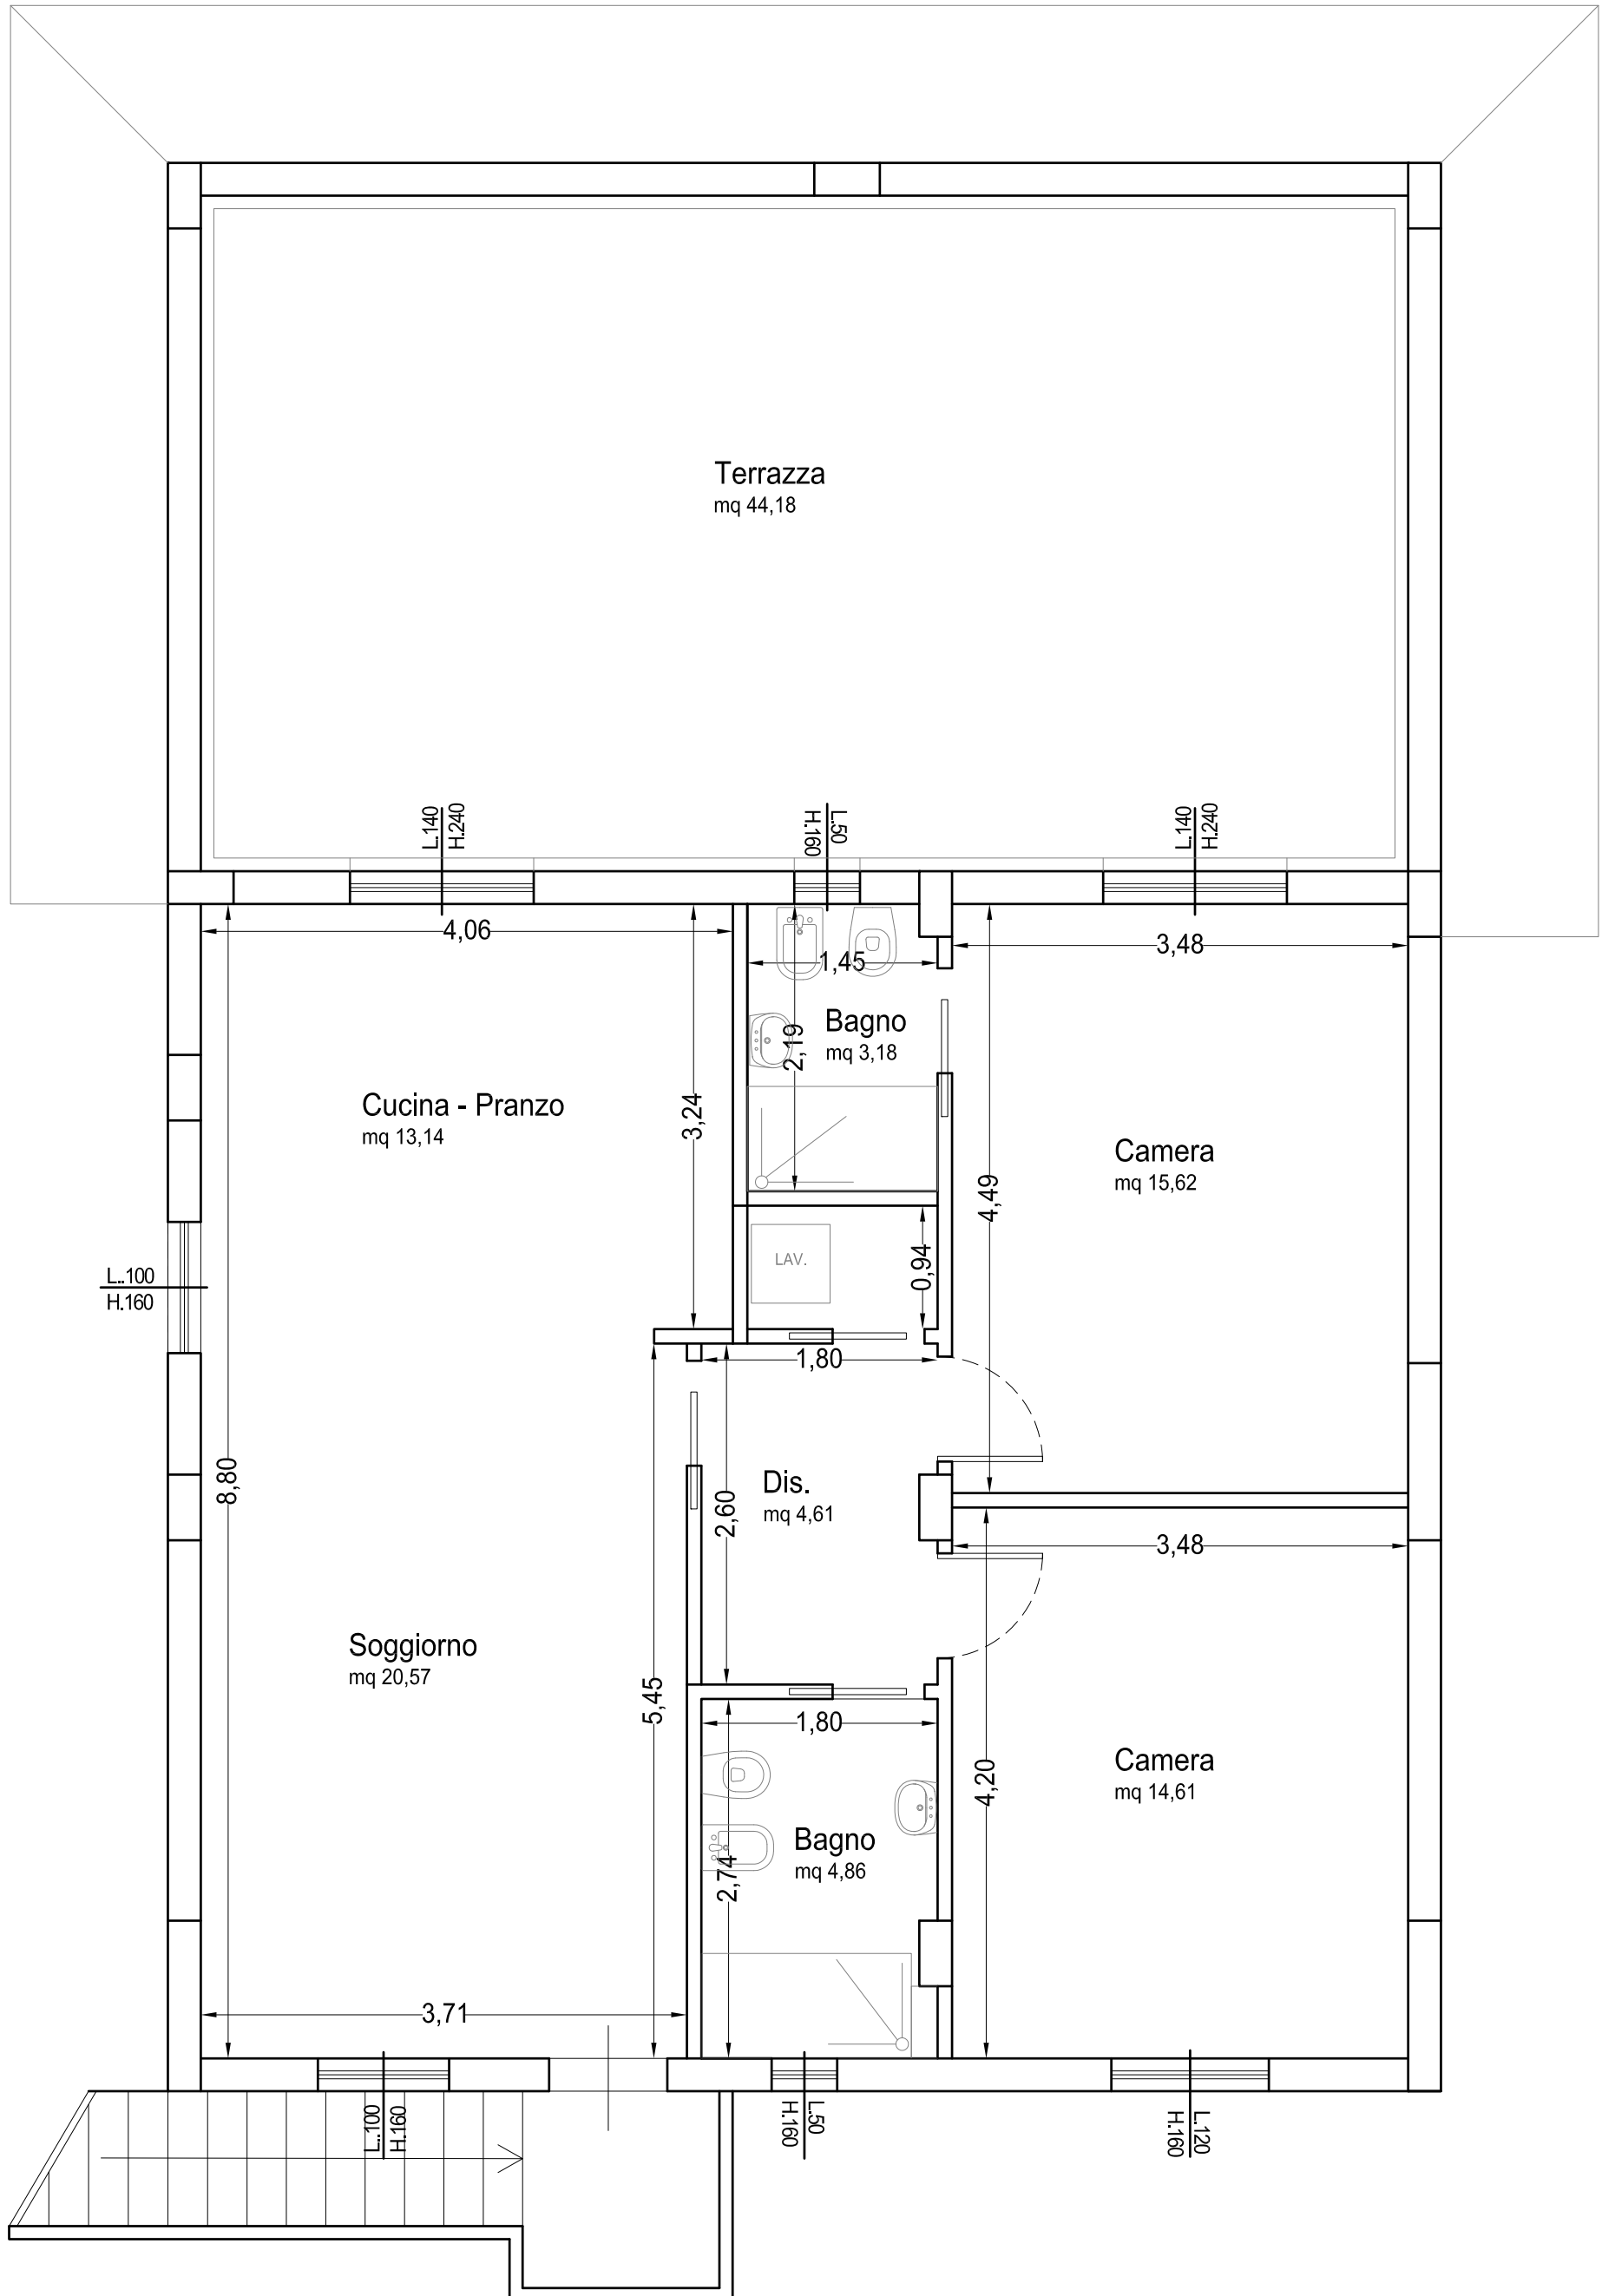 Terrazza
mq 44,18
L.140
H.240
L.50
H.160
L.140
H.240
4,06
1,45
3,48
Bagno
mq 3,18
2,19
Cucina - Pranzo
mq 13,14
3,24
Camera
mq 15,62
4,49
LAV.
0,94
L..100
H.160
1,80
8,80
Dis.
mq 4,61
2,60
3,48
Soggiorno
mq 20,57
5,45
1,80
Camera
mq 14,61
4,20
Bagno
mq 4,86
2,74
3,71
L..100
H.160
L.50
H.160
L.120
H.160